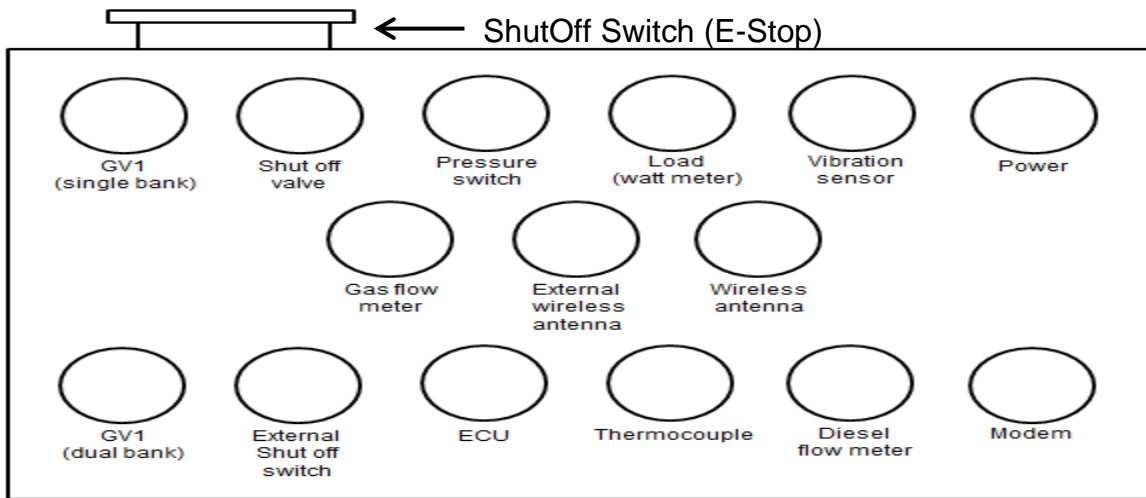 ShutOff Switch (E-Stop)
GV1
(single bank)
Shut off
valve
Pressure
switch
Load
(watt meter)
Vibration
sensor
Power
Gas flow
meter
External
wireless
antenna
Wireless
antenna
GV1
(dual bank)
External
Shut off
switch
ECU
Thermocouple
Diesel
flow meter
Modem